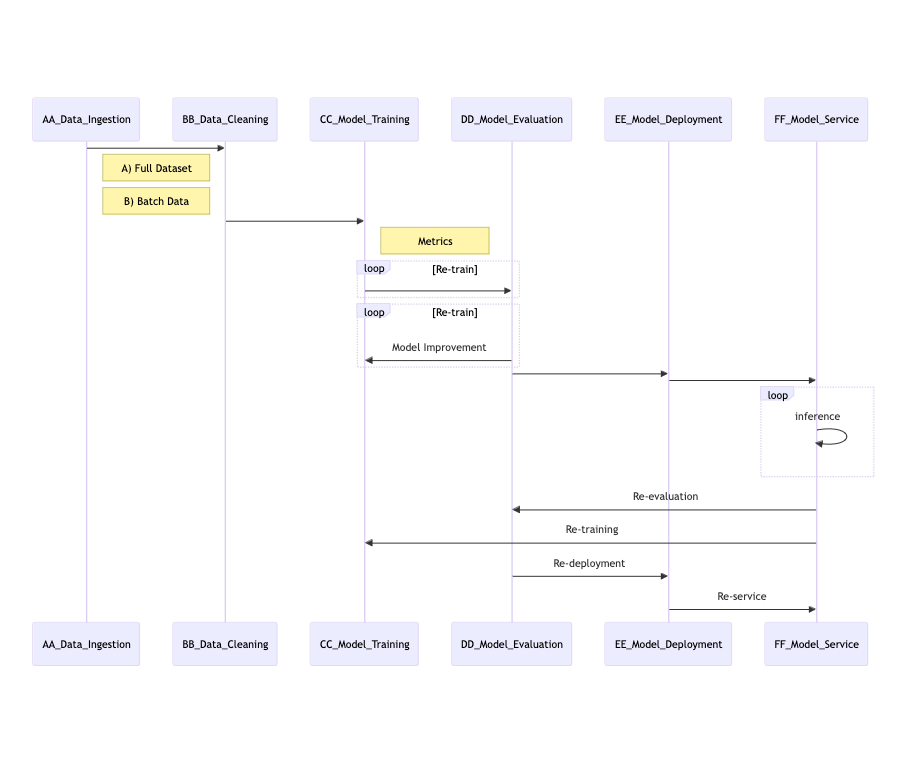 AA_Data_Ingestion
BB_Data_Cleaning
CC_Model_Training
DD_Model_Evaluation
EE_Model_Deployment
FF_Model_Service
A) Full Dataset
B) Batch Data
Metrics
loop
[Re-train]
loop
[Re-train]
Model Improvement
loop
inference
Re-evaluation
Re-training
Re-deployment
Re-service
AA_Data_Ingestion
BB_Data_Cleaning
CC_Model_Training
DD_Model_Evaluation
EE_Model_Deployment
FF_Model_Service